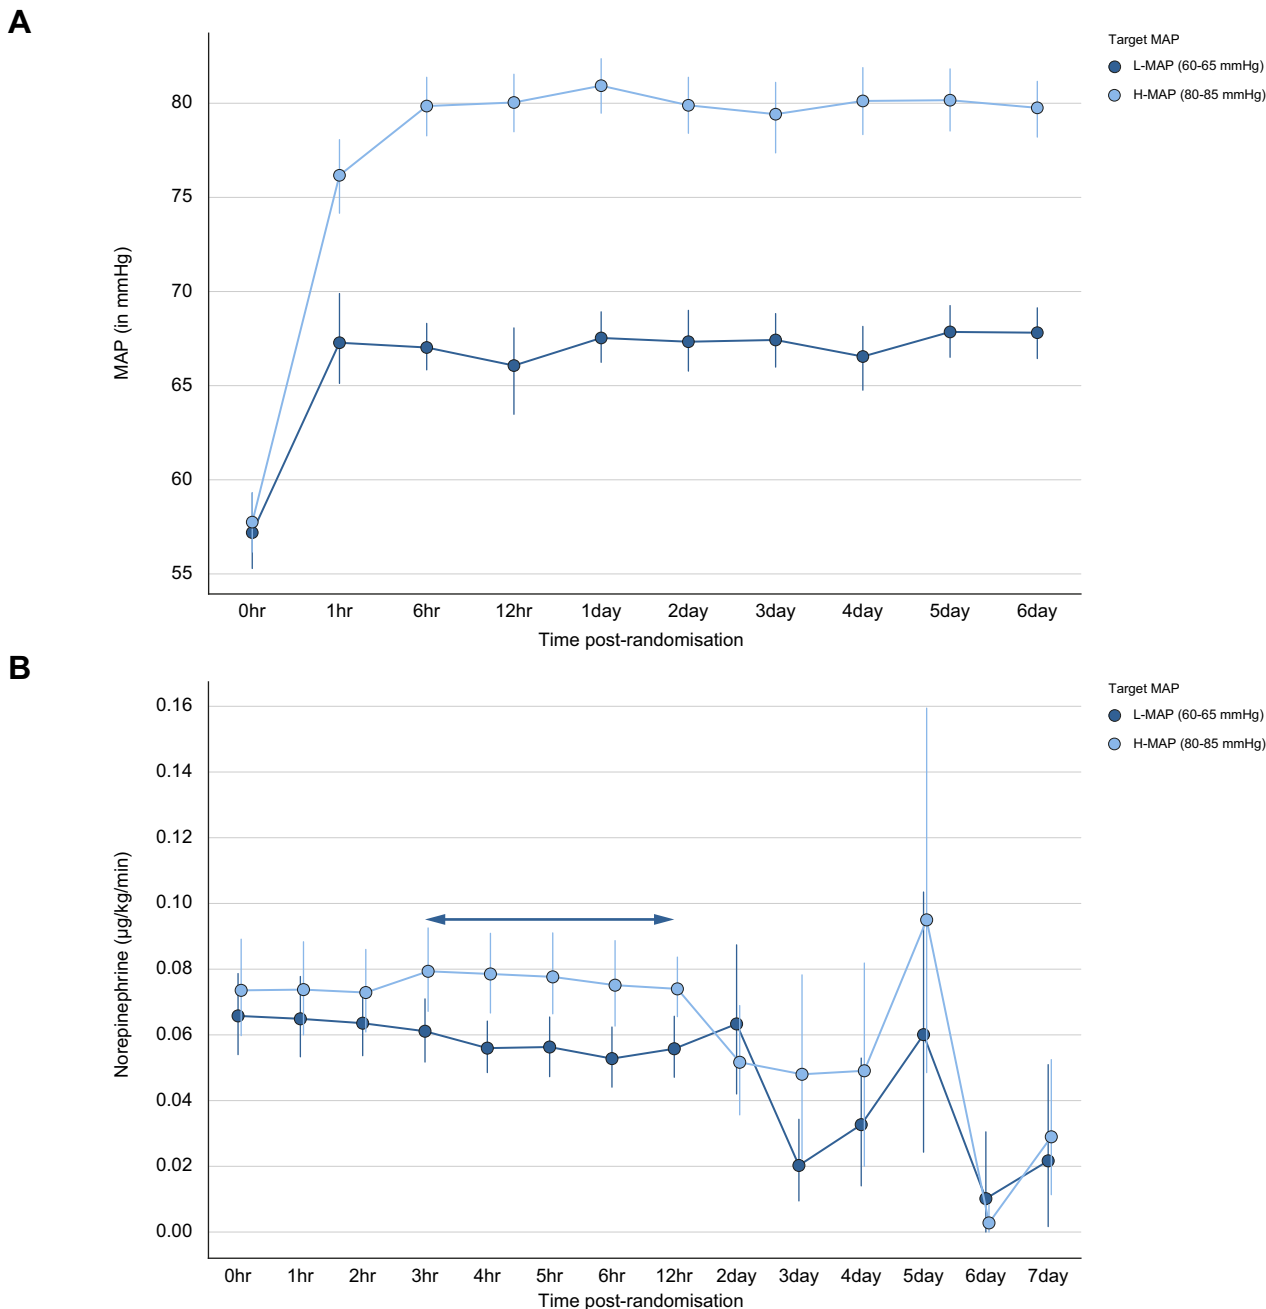 A
Target MAP
L-MAP (60-65 mmHg)
H-MAP (80-85 mmHg)
MAP (in mmHg)
80
75
70
65
60
55
0hr 1hr 6hr 12hr 1day 2day 3day 4day 5day 6day
Time post-randomisation
B
Target MAP
L-MAP (60-65 mmHg)
H-MAP (80-85 mmHg)
Norepinephrine (µg/kg/min)
0.16
0.14
0.12
0.10
0.08
0.06
0.04
0.02
0.00
0hr 1hr 2hr 3hr 4hr 5hr 6hr 12hr 2day 3day 4day 5day 6day 7day
Time post-randomisation